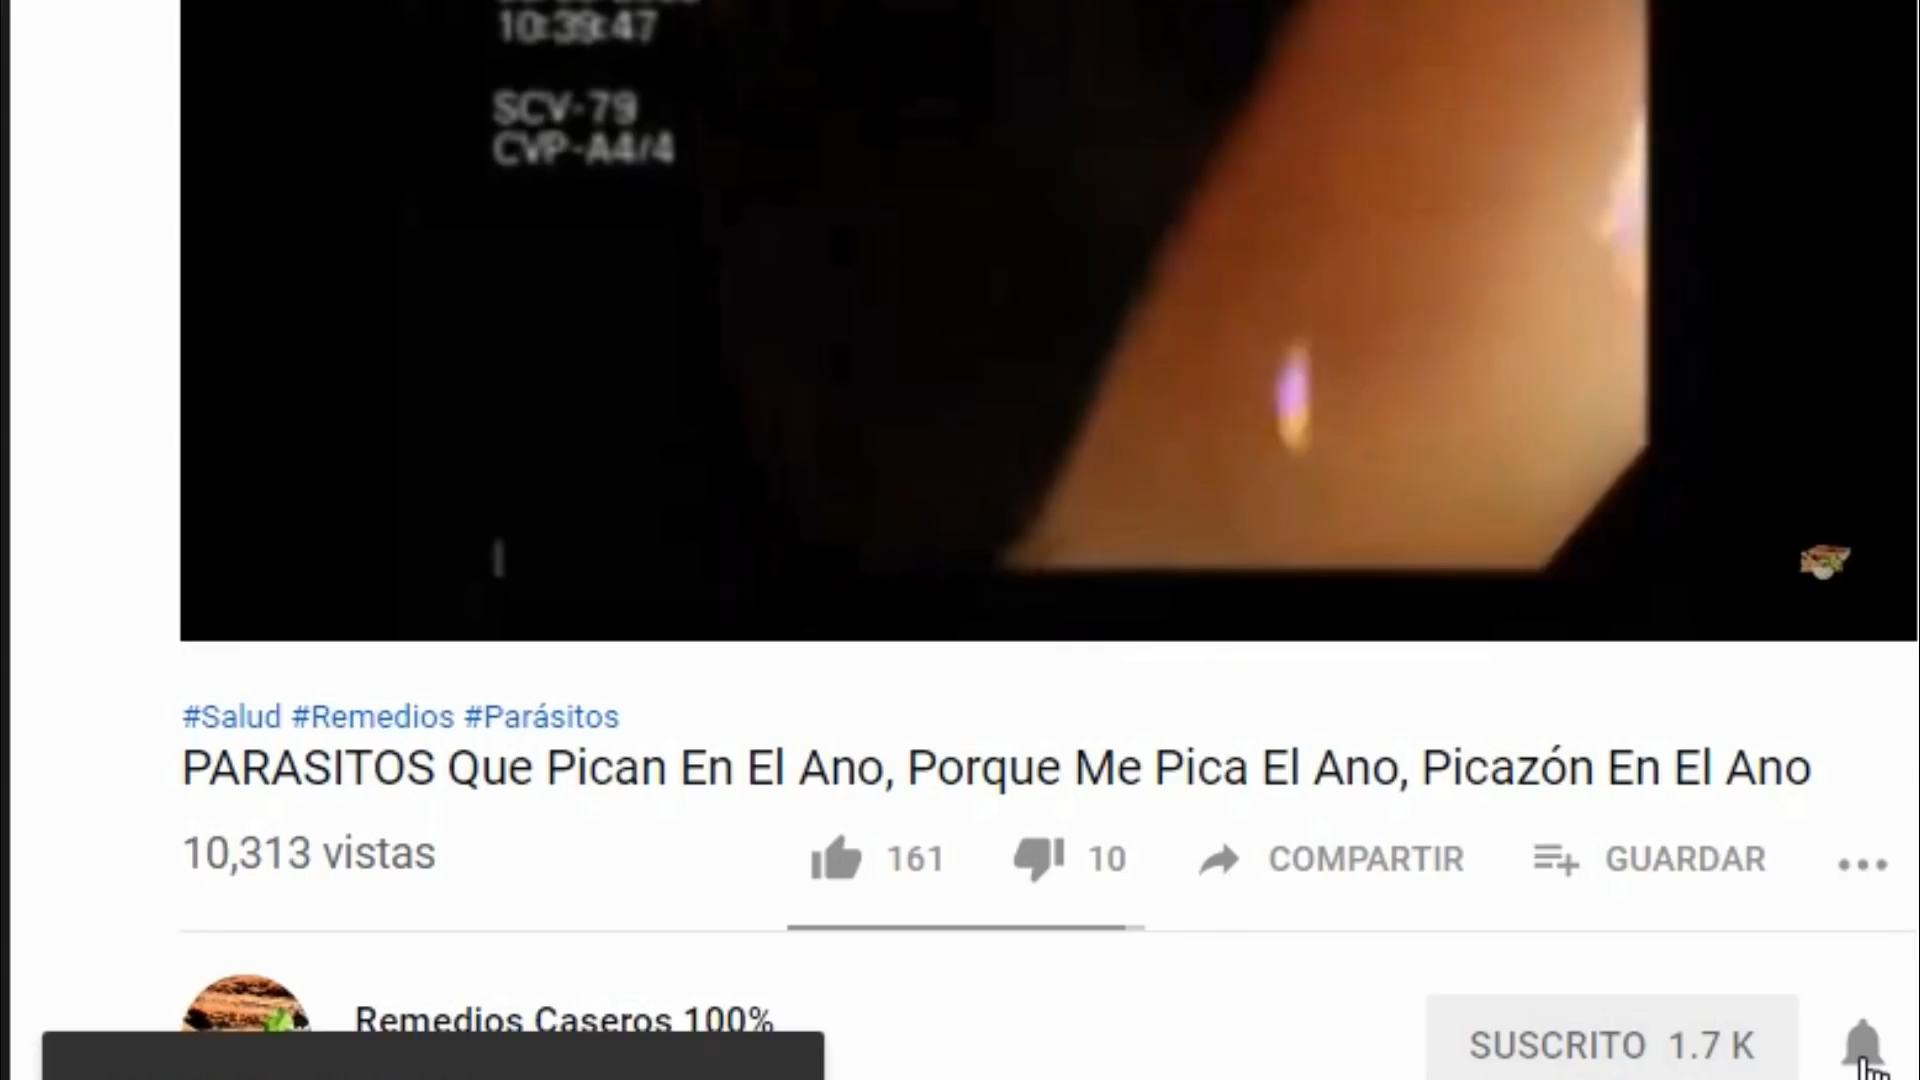 10:39:47
SCV-79
CVP-A4/4
#Salud #Remedios #Parásitos
PARASITOS Que Pican En El Ano, Porque Me Pica El Ano, Picazón En El Ano
10,313 vistas
161
10
COMPARTIR
GUARDAR
Remedios Caseros 100%
SUSCRITO 1.7 K